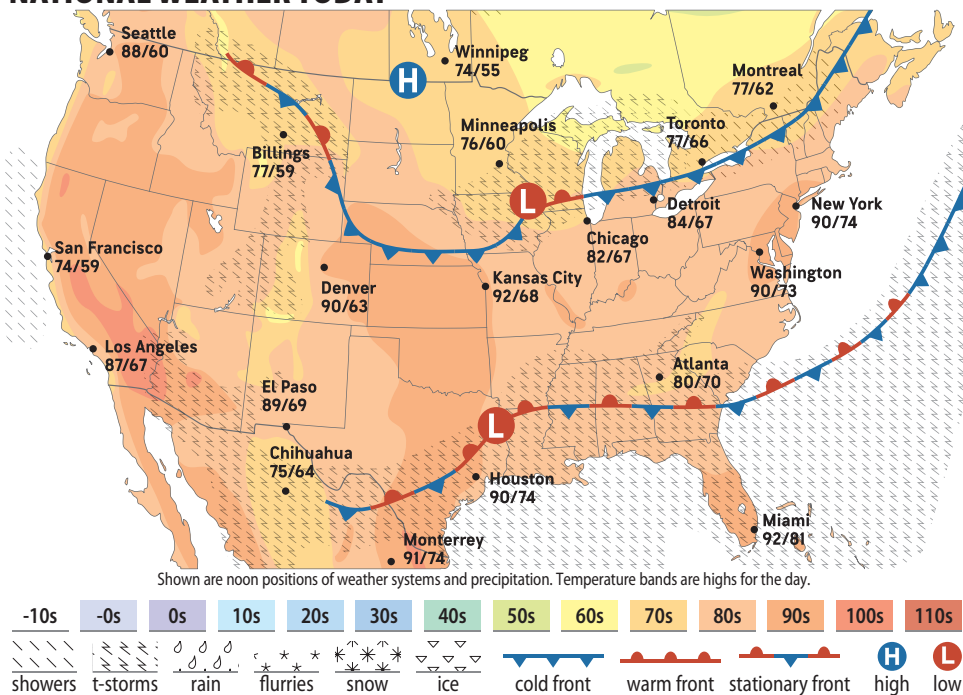 NATIONAL WEATHER TODAY
Seattle
88/60
H
Winnipeg
74/55
Montreal
77/62
Minneapolis
76/60
Toronto
77/66
Billings
77/59
L
Detroit
84/67
New York
90/74
Chicago
82/67
San Francisco
74/59
Denver
90/63
Kansas City
92/68
Washington
90/73
Los Angeles
87/67
Atlanta
80/70
El Paso
89/69
L
Chihuahua
75/64
Houston
90/74
Miami
92/81
Monterrey
91/74
Shown are noon positions of weather systems and precipitation. Temperature bands are highs for the day.
-10s -0s 0s 10s 20s 30s 40s 50s 60s 70s 80s 90s 100s 110s
H L
showers t-storms rain flurries snow ice cold front warm front stationary front high low